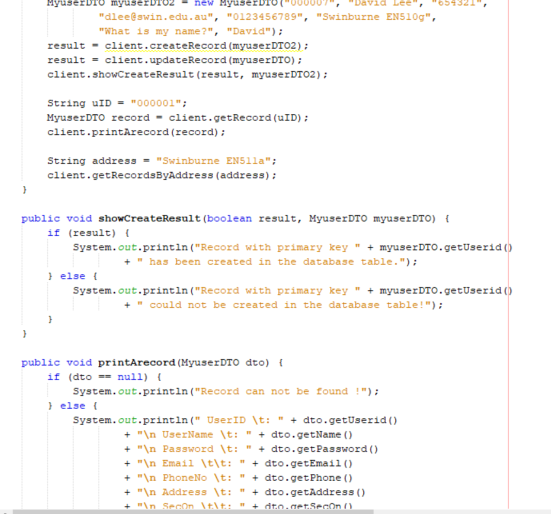 MyuserDTO myuserDTO2 = new MyuserDTO("000007", "David Lee", "654321",
"dlee@swin.edu.au", "0123456789", "Swinburne EN510g",
"What is my name?", "David");
result = client.createRecord(myuserDTO2);
result = client.updateRecord(myuserDTO);
client.showCreateResult(result, myuserDTO2);
String uID = "000001";
MyuserDTO record = client.getRecord(uID);
client.printArecord(record);
String address = "Swinburne EN511a";
client.getRecordsByAddress(address);
}
public void showCreateResult(boolean result, MyuserDTO myuserDTO) {
if (result) {
System.out.println("Record with primary key " + myuserDTO.getUserid()
+ " has been created in the database table.");
} else {
System.out.println("Record with primary key " + myuserDTO.getUserid()
+ " could not be created in the database table!");
}
}
public void printArecord(MyuserDTO dto) {
if (dto == null) {
System.out.println("Record can not be found !");
} else {
System.out.println(" UserID \t: " + dto.getUserid()
+ "\n UserName \t: " + dto.getName()
+ "\n Password \t: " + dto.getPassword()
+ "\n Email \t\t: " + dto.getEmail()
+ "\n PhoneNo \t: " + dto.getPhone()
+ "\n Address \t: " + dto.getAddress()
+ "\n SecQn \t\t: " + dto.getSecQn()